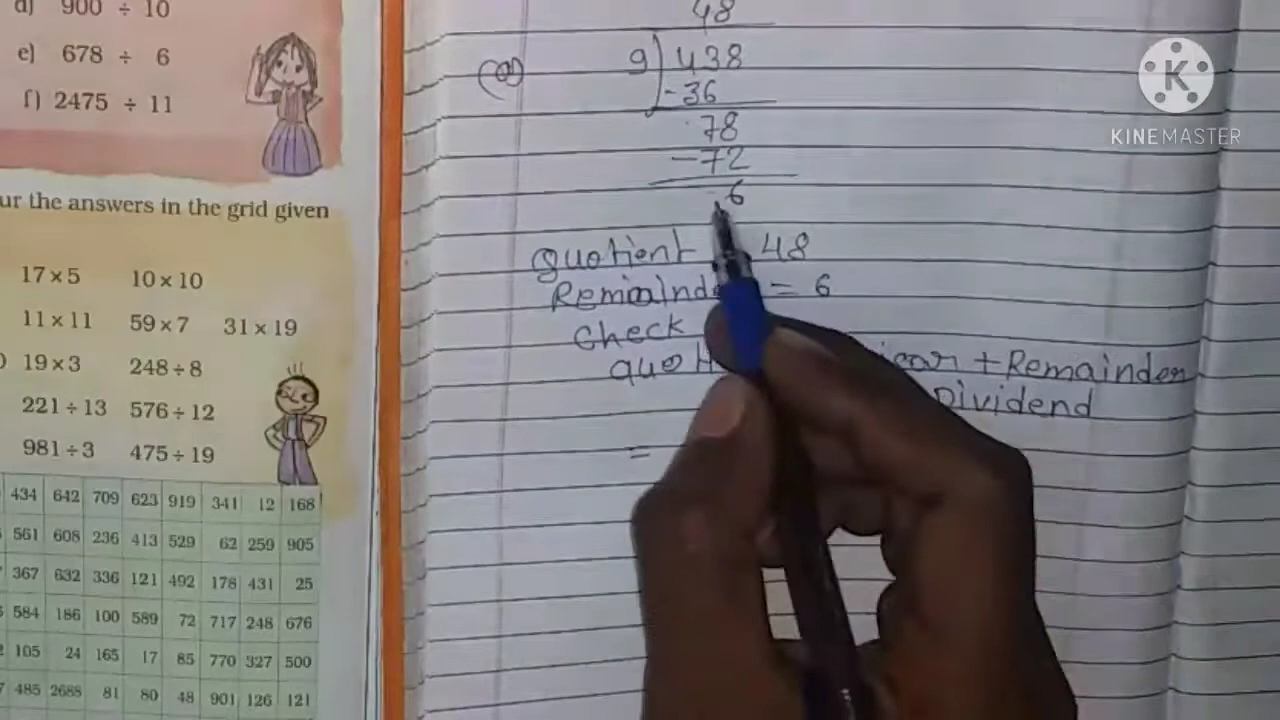 d) 900 ÷ 10
e) 678 ÷ 6
f) 2475 ÷ 11
ur the answers in the grid given
17 × 5 10 × 10
11 × 11 59 × 7 31 × 19
19 × 3 248 ÷ 8
221 ÷ 13 576 ÷ 12
981 ÷ 3 475 ÷ 19
434 642 709 623 919 341 12 168
561 608 236 413 529 62 259 905
367 632 336 121 492 178 431 25
584 186 100 589 72 717 248 676
105 24 165 17 85 770 327 500
485 2688 81 80 48 901 126 121
48
(a) 9 438
-36
78
-72
6
Quotient 48
Remainde = 6
Check
+ Remainder
Dividend
=
K
KINEMASTER